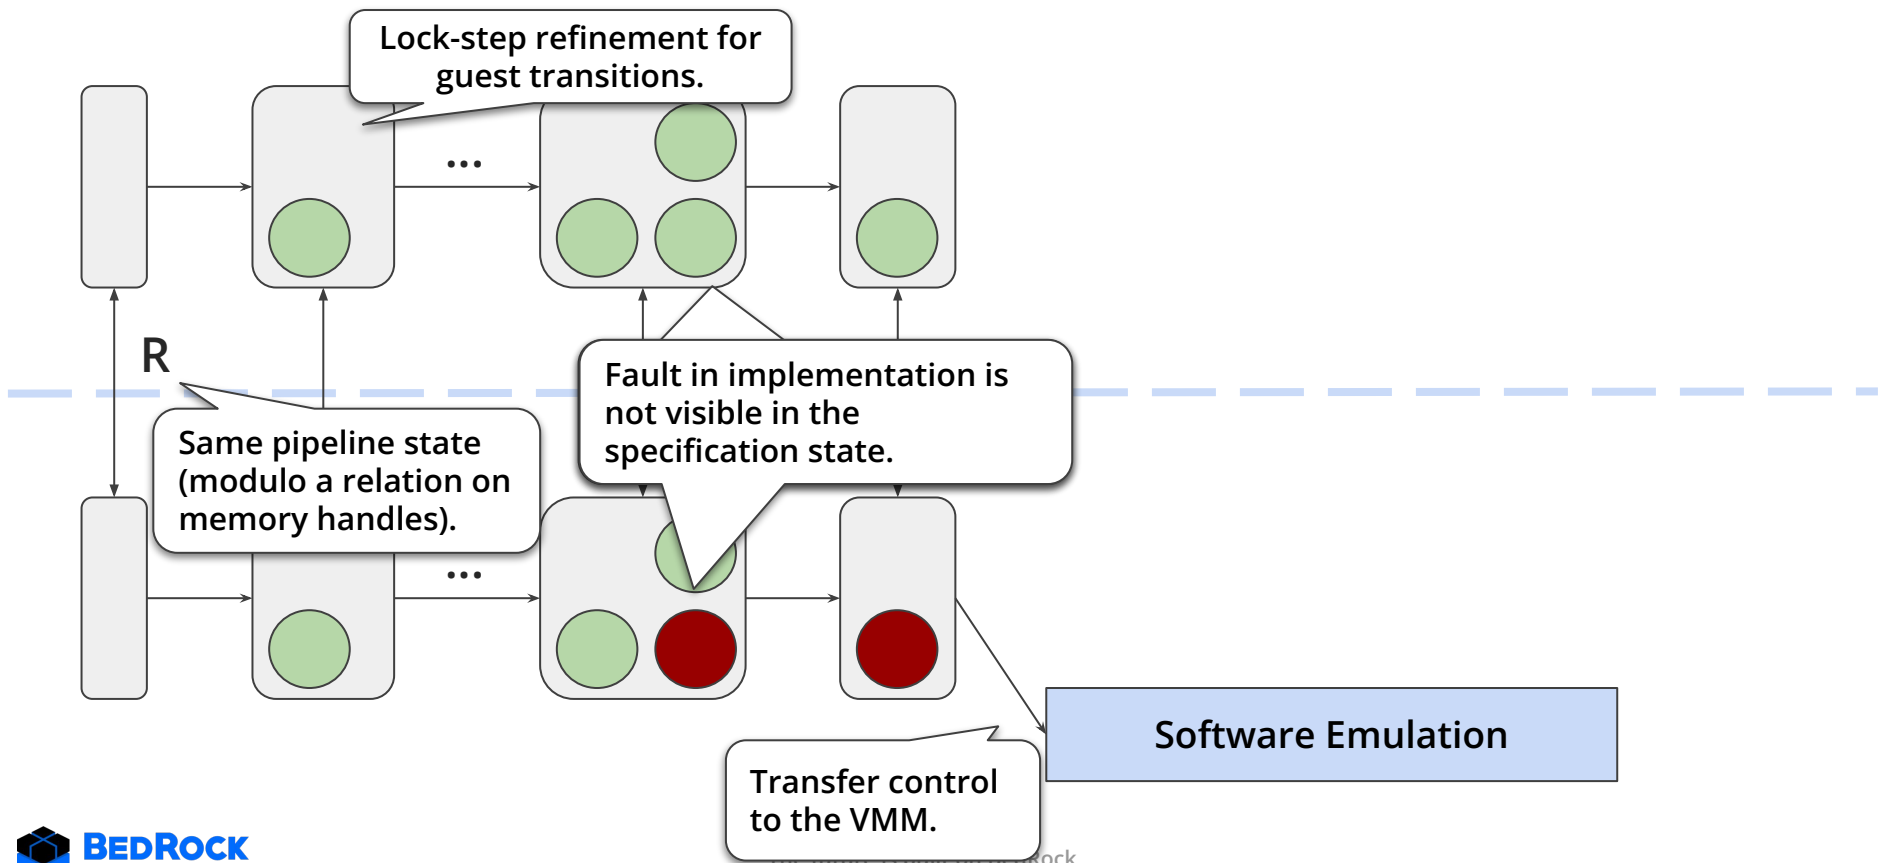 Lock-step refinement for
guest transitions.
...
R
Fault in implementation is
not visible in the
specification state.
Same pipeline state
(modulo a relation on
memory handles).
...
Software Emulation
Transfer control
to the VMM.
BEDROCK